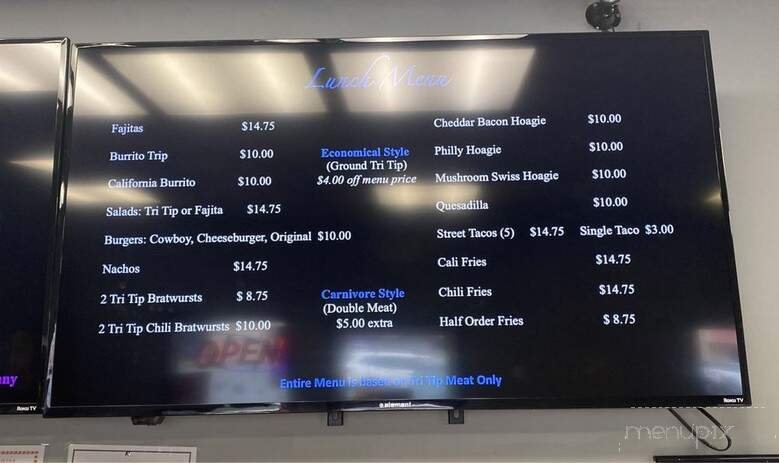 Lunch Menu
Fajitas $14.75
Burrito Trip $10.00
California Burrito $10.00
Salads: Tri Tip or Fajita $14.75
Burgers: Cowboy, Cheeseburger, Original $10.00
Nachos $14.75
2 Tri Tip Bratwursts $ 8.75
2 Tri Tip Chili Bratwursts $10.00
Economical Style
(Ground Tri Tip)
$4.00 off menu price
Carnivore Style
(Double Meat)
$5.00 extra
Cheddar Bacon Hoagie $10.00
Philly Hoagie $10.00
Mushroom Swiss Hoagie $10.00
Quesadilla $10.00
Street Tacos (5) $14.75 Single Taco $3.00
Cali Fries $14.75
Chili Fries $14.75
Half Order Fries $ 8.75
OPEN
Entire Menu is based on Tri Tip Meat Only
ny
Roku TV
element
Roku TV
menupix